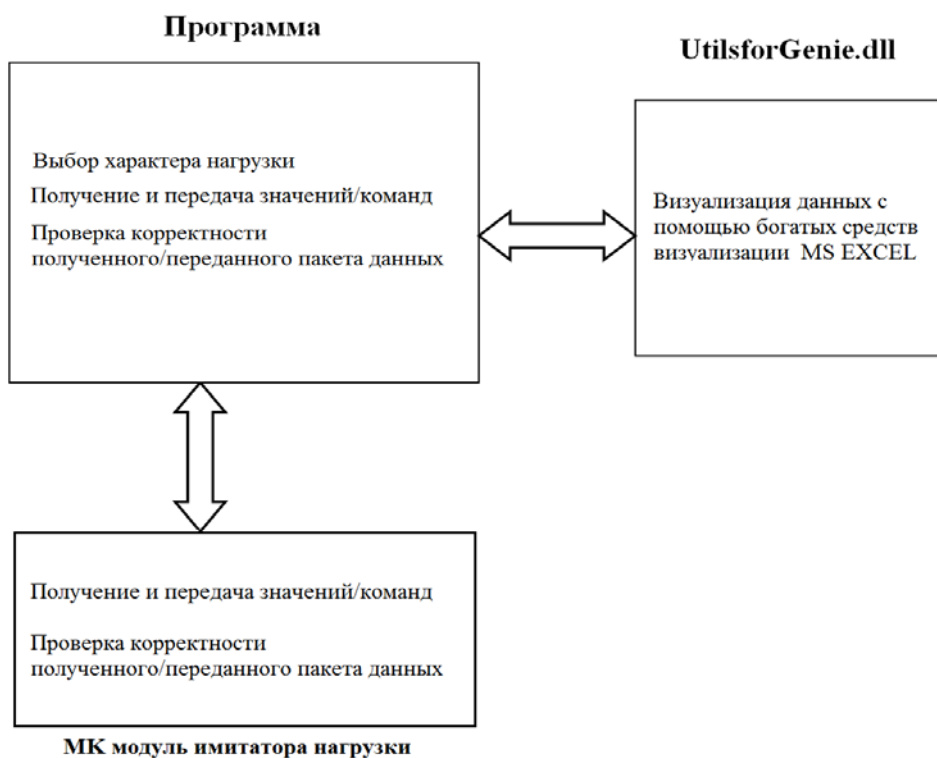 Программа
UtilsforGenie.dll
Выбор характера нагрузки
Получение и передача значений/команд
Проверка корректности
полученного/переданного пакета данных
Визуализация данных с
помощью богатых средств
визуализации MS EXCEL
Получение и передача значений/команд
Проверка корректности
полученного/переданного пакета данных
МК модуль имитатора нагрузки